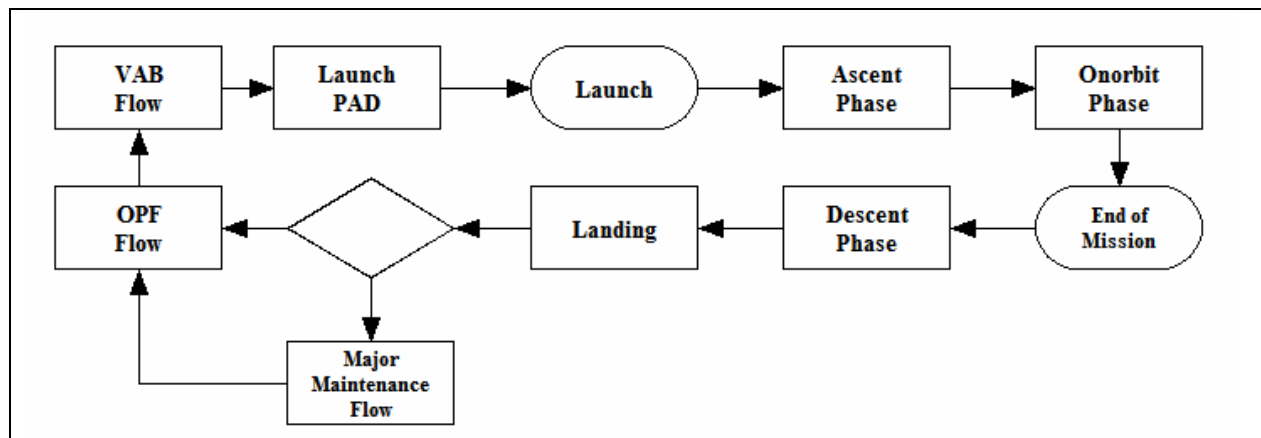 VAB
Flow
Launch
PAD
Launch
Ascent
Phase
Onorbit
Phase
OPF
Flow
Landing
Descent
Phase
End of
Mission
Major
Maintenance
Flow